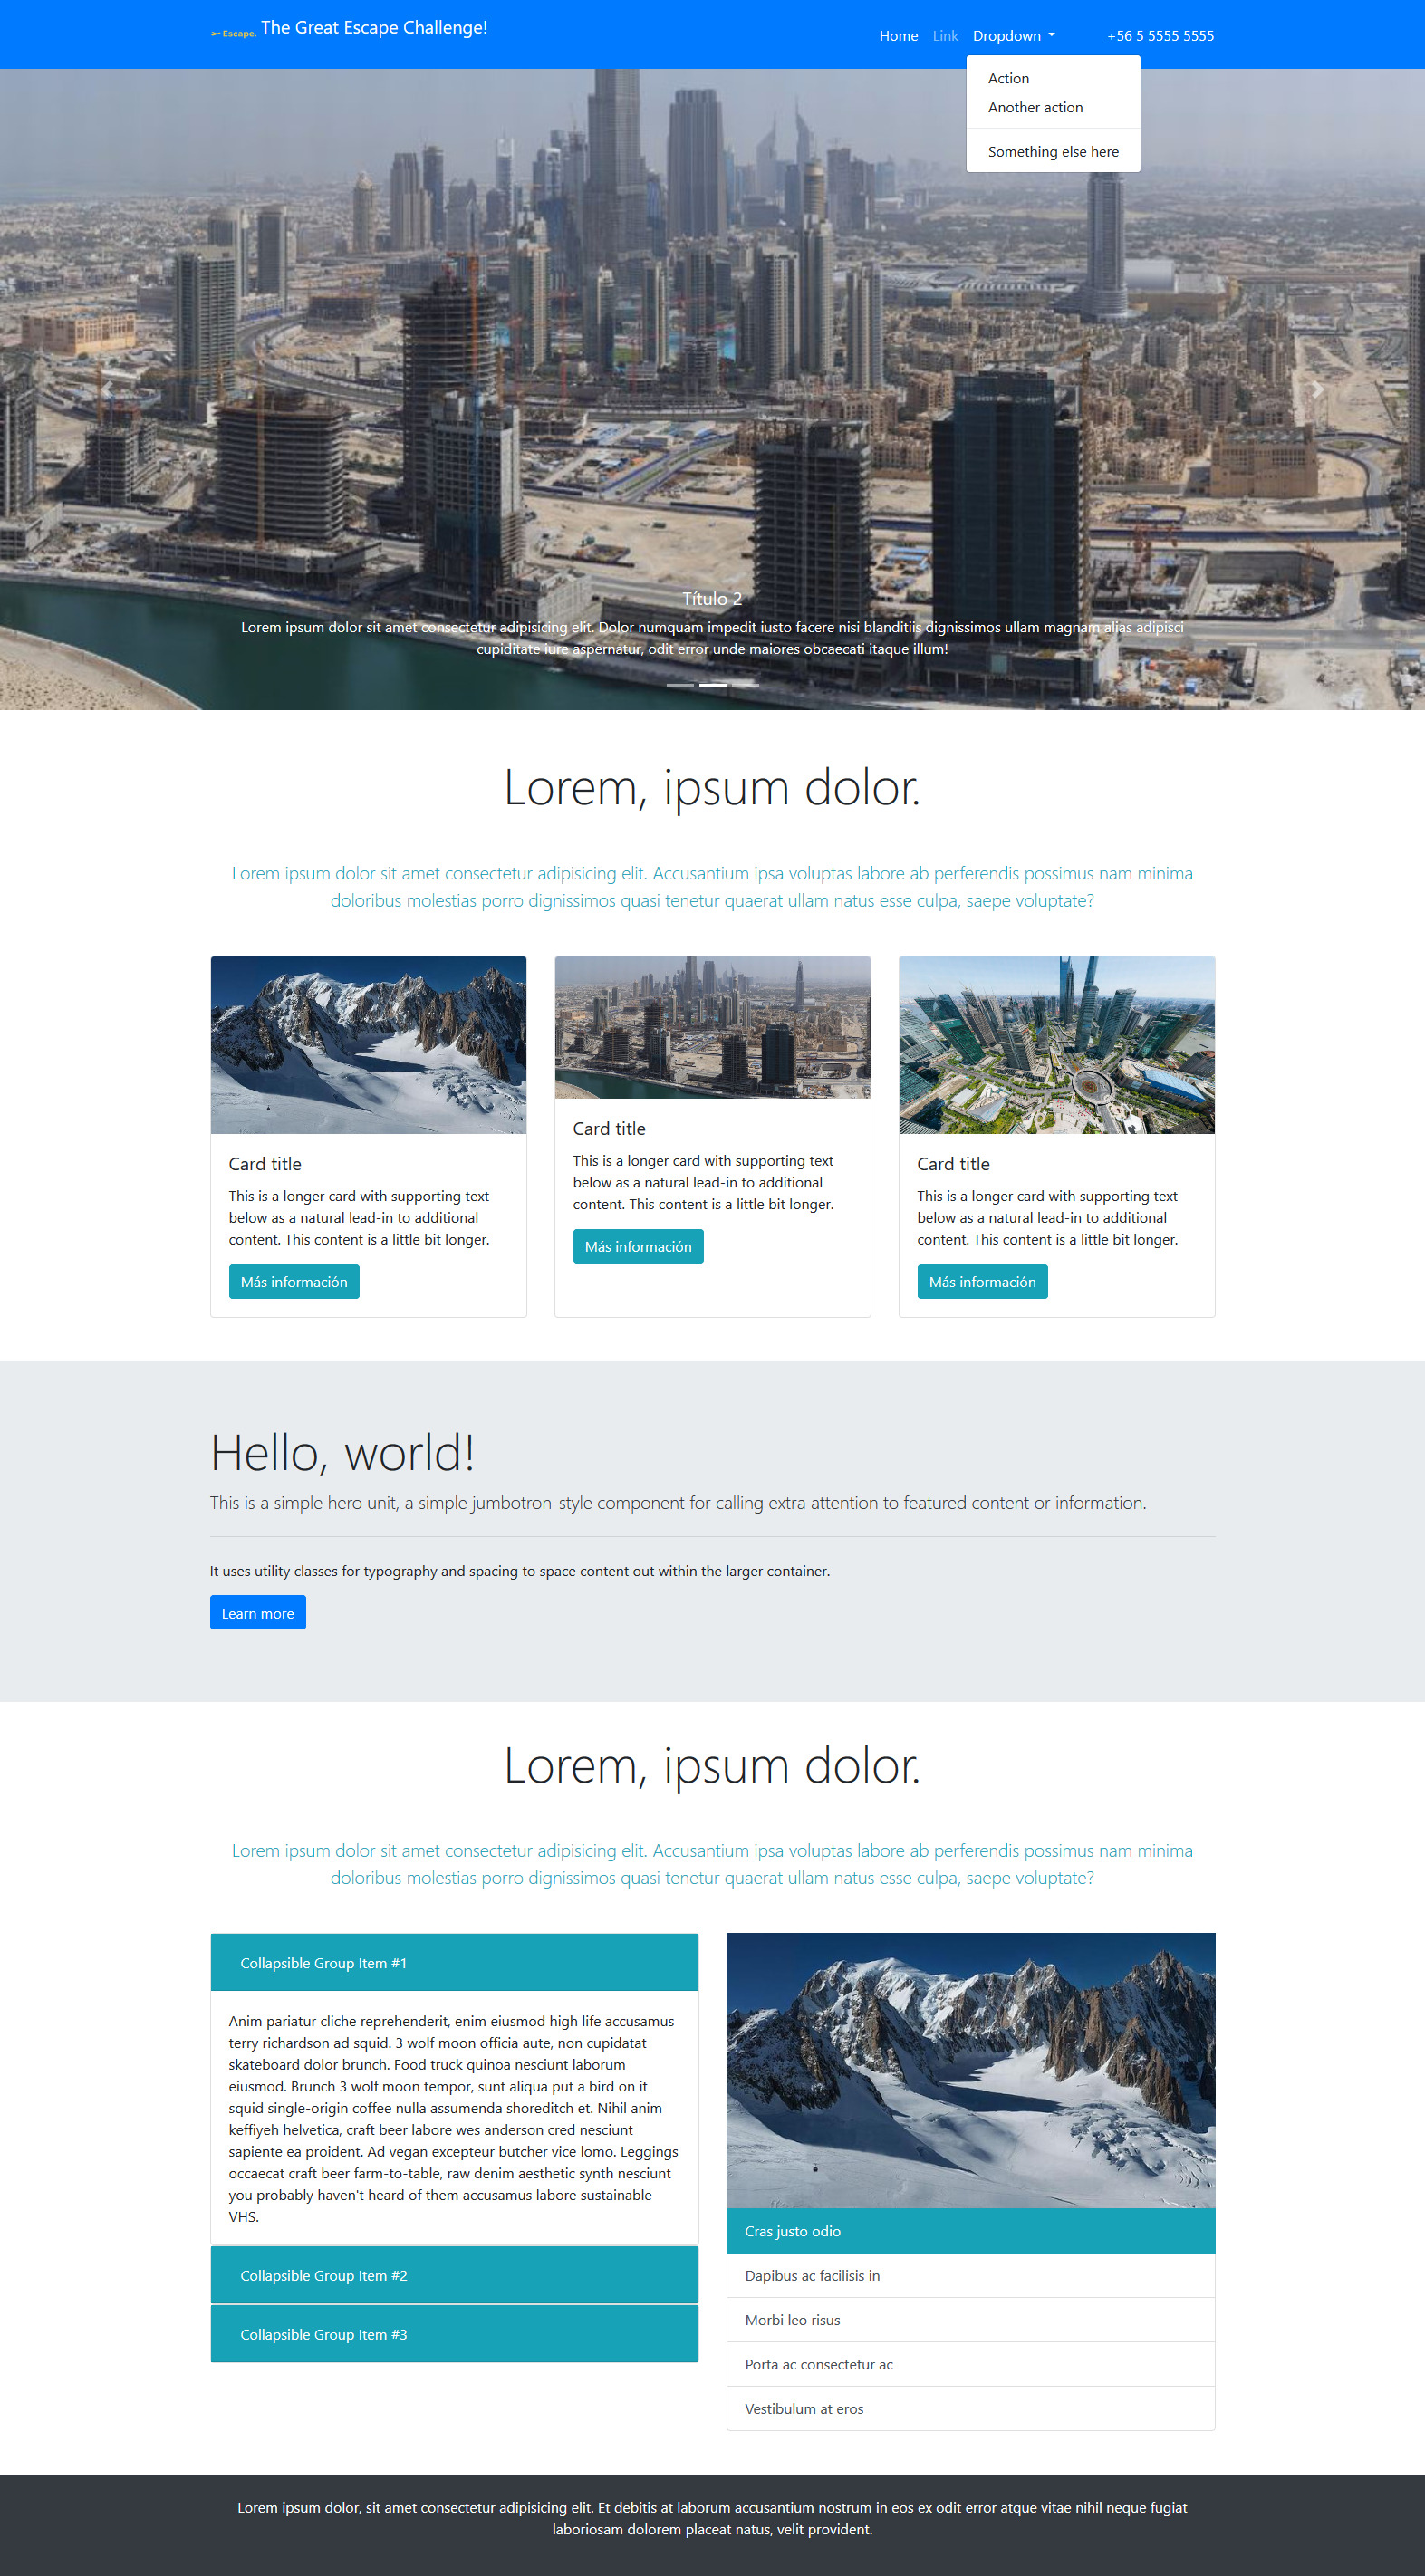 Escape. The Great Escape Challenge!
Home Link Dropdown +56 5 5555 5555
Action
Another action
Something else here
Título 2
Lorem ipsum dolor sit amet consectetur adipisicing elit. Dolor numquam impedit iusto facere nisi blanditiis dignissimos ullam magnam alias adipisci
cupiditate iure aspernatur, odit error unde maiores obcaecati itaque illum!
Lorem, ipsum dolor.
Lorem ipsum dolor sit amet consectetur adipisicing elit. Accusantium ipsa voluptas labore ab perferendis possimus nam minima
doloribus molestias porro dignissimos quasi tenetur quaerat ullam natus esse culpa, saepe voluptate?
Card title
This is a longer card with supporting text
below as a natural lead-in to additional
content. This content is a little bit longer.
Más información
Card title
This is a longer card with supporting text
below as a natural lead-in to additional
content. This content is a little bit longer.
Más información
Card title
This is a longer card with supporting text
below as a natural lead-in to additional
content. This content is a little bit longer.
Más información
Hello, world!
This is a simple hero unit, a simple jumbotron-style component for calling extra attention to featured content or information.
It uses utility classes for typography and spacing to space content out within the larger container.
Learn more
Lorem, ipsum dolor.
Lorem ipsum dolor sit amet consectetur adipisicing elit. Accusantium ipsa voluptas labore ab perferendis possimus nam minima
doloribus molestias porro dignissimos quasi tenetur quaerat ullam natus esse culpa, saepe voluptate?
Collapsible Group Item #1
Anim pariatur cliche reprehenderit, enim eiusmod high life accusamus
terry richardson ad squid. 3 wolf moon officia aute, non cupidatat
skateboard dolor brunch. Food truck quinoa nesciunt laborum
eiusmod. Brunch 3 wolf moon tempor, sunt aliqua put a bird on it
squid single-origin coffee nulla assumenda shoreditch et. Nihil anim
keffiyeh helvetica, craft beer labore wes anderson cred nesciunt
sapiente ea proident. Ad vegan excepteur butcher vice lomo. Leggings
occaecat craft beer farm-to-table, raw denim aesthetic synth nesciunt
you probably haven't heard of them accusamus labore sustainable
VHS.
Collapsible Group Item #2
Collapsible Group Item #3
Cras justo odio
Dapibus ac facilisis in
Morbi leo risus
Porta ac consectetur ac
Vestibulum at eros
Lorem ipsum dolor, sit amet consectetur adipisicing elit. Et debitis at laborum accusantium nostrum in eos ex odit error atque vitae nihil neque fugiat
laboriosam dolorem placeat natus, velit provident.